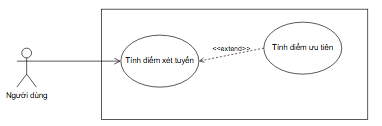 Tính điểm xét tuyển
<<extend>>
Tính điểm ưu tiên
Người dùng